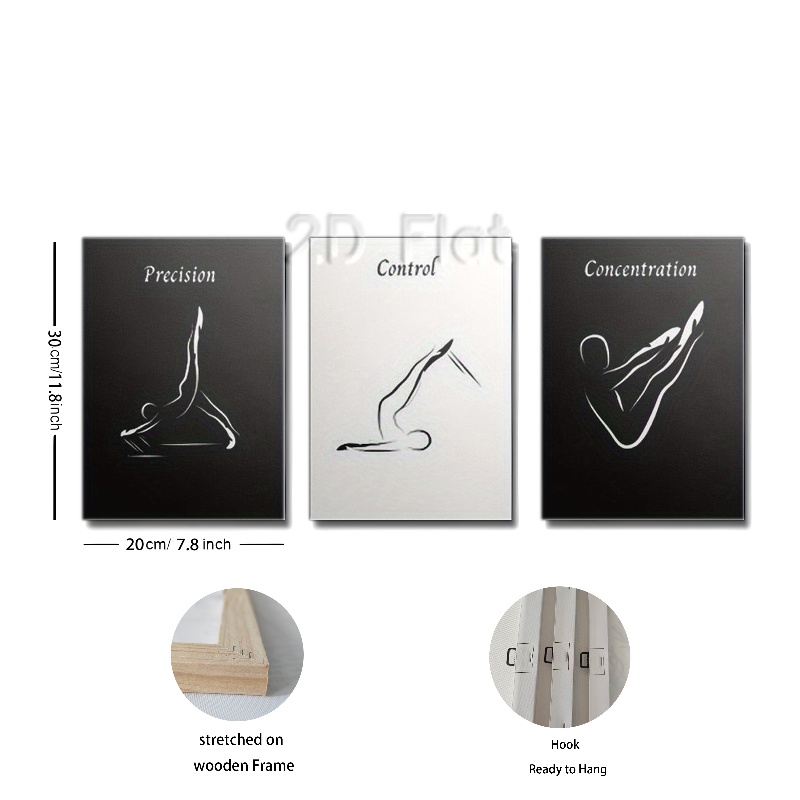 2D Flat
Precision
Control
Concentration
30cm/11.8inch
20cm/ 7.8 inch
stretched on
wooden Frame
Hook
Ready to Hang